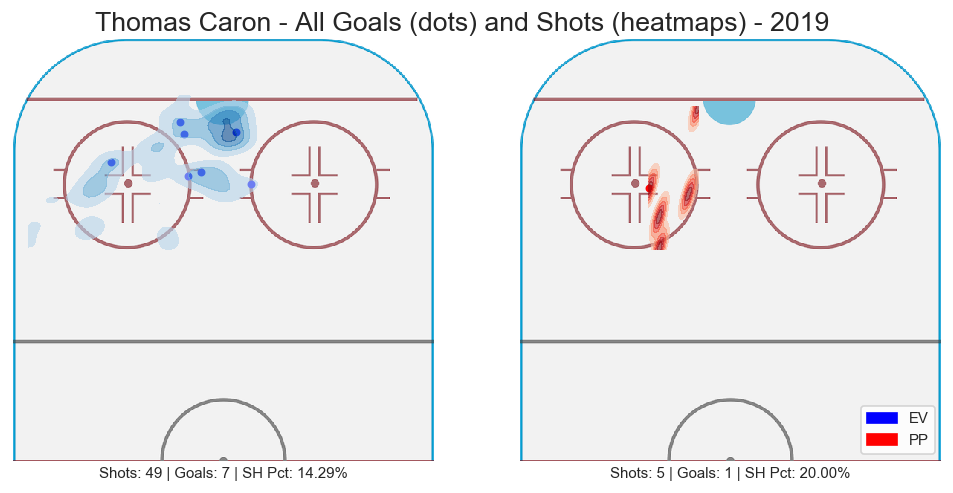 Thomas Caron - All Goals (dots) and Shots (heatmaps) - 2019
EV
PP
Shots: 49 | Goals: 7 | SH Pct: 14.29%
Shots: 5 | Goals: 1 | SH Pct: 20.00%